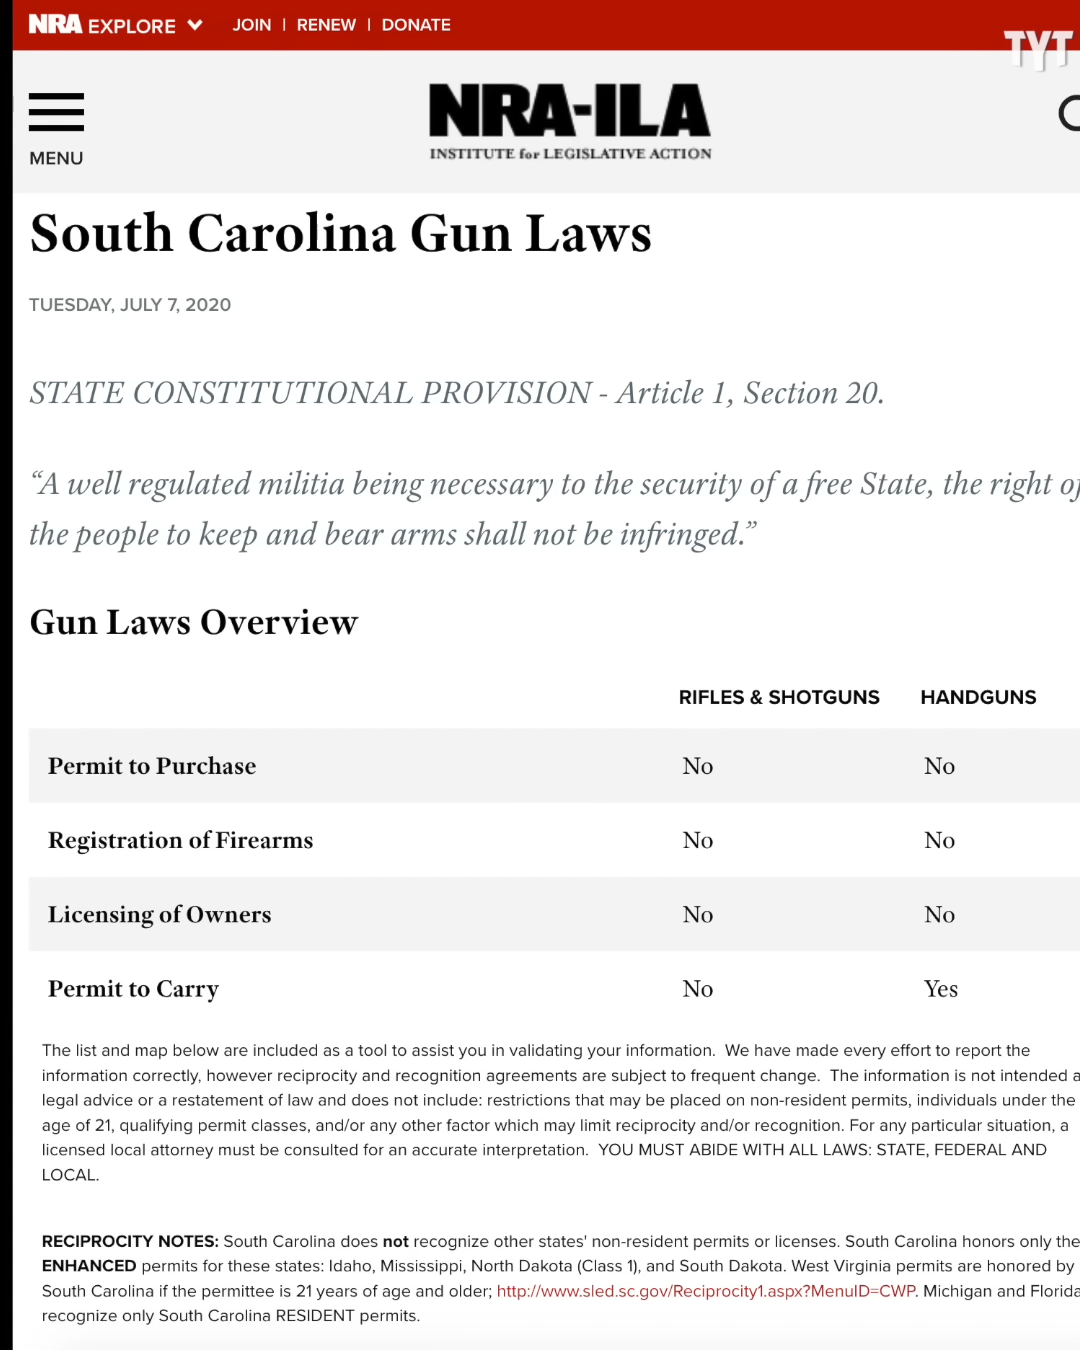 NRA EXPLORE JOIN | RENEW | DONATE
TYT
MENU
NRA-ILA
INSTITUTE for LEGISLATIVE ACTION
South Carolina Gun Laws
TUESDAY, JULY 7, 2020
STATE CONSTITUTIONAL PROVISION - Article 1, Section 20.
“A well regulated militia being necessary to the security of a free State, the right of
the people to keep and bear arms shall not be infringed.”
Gun Laws Overview
RIFLES & SHOTGUNS HANDGUNS
Permit to Purchase No No
Registration of Firearms No No
Licensing of Owners No No
Permit to Carry No Yes
The list and map below are included as a tool to assist you in validating your information. We have made every effort to report the
information correctly, however reciprocity and recognition agreements are subject to frequent change. The information is not intended a
legal advice or a restatement of law and does not include: restrictions that may be placed on non-resident permits, individuals under the
age of 21, qualifying permit classes, and/or any other factor which may limit reciprocity and/or recognition. For any particular situation, a
licensed local attorney must be consulted for an accurate interpretation. YOU MUST ABIDE WITH ALL LAWS: STATE, FEDERAL AND
LOCAL.
RECIPROCITY NOTES: South Carolina does not recognize other states' non-resident permits or licenses. South Carolina honors only the
ENHANCED permits for these states: Idaho, Mississippi, North Dakota (Class 1), and South Dakota. West Virginia permits are honored by
South Carolina if the permittee is 21 years of age and older; http://www.sled.sc.gov/Reciprocity1.aspx?MenuID=CWP. Michigan and Florida
recognize only South Carolina RESIDENT permits.